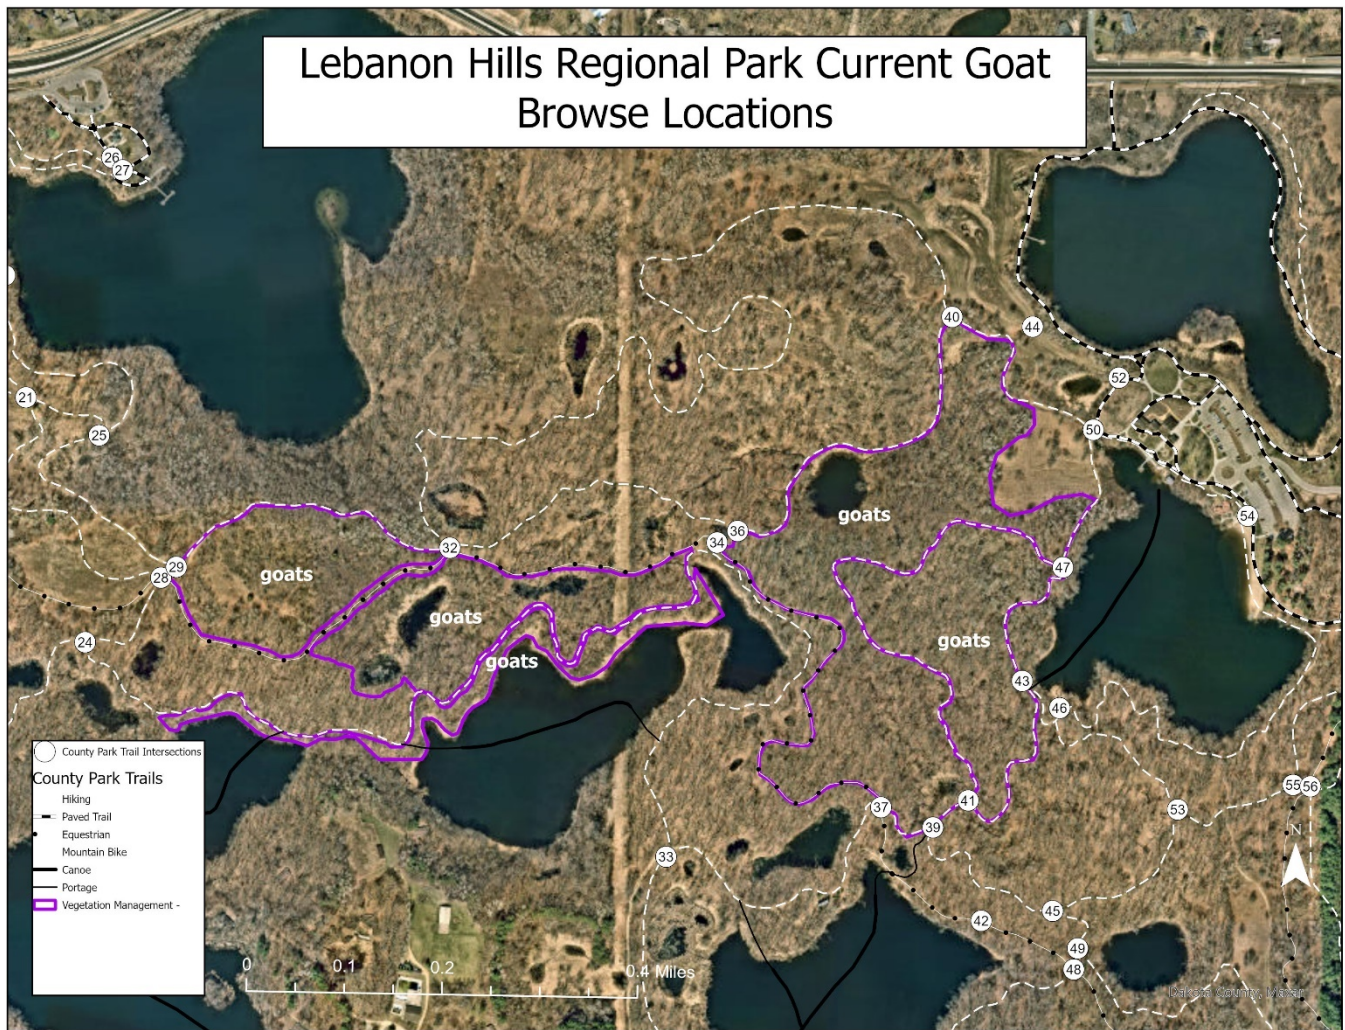 Lebanon Hills Regional Park Current Goat
Browse Locations
26
27
40
44
52
21
50
25
54
goats
36
34
32
29
28
47
goats
goats
24
goats
goats
43
46
County Park Trail Intersections
County Park Trails
Hiking
Paved Trail
Equestrian
Mountain Bike
Canoe
Portage
Vegetation Management -
55
56
41
37
53
39
N
33
45
42
49
48
0
0.1
0.2
0.4 Miles
Dakota County, Maxar